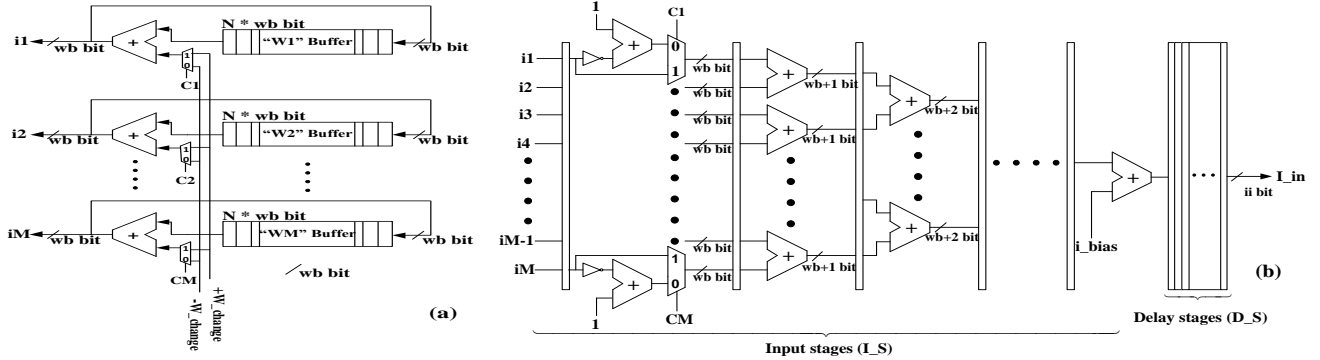 N * wb bit
i1
wb bit
+
"W1" Buffer
wb bit
1
0
C1
N * wb bit
i2
wb bit
+
"W2" Buffer
wb bit
1
0
C2
N * wb bit
iM
wb bit
+
"WM" Buffer
wb bit
1
0
CM
wb bit
-W_change
+W_change
(a)
1
C1
+
0
1
i1
i2
i3
i4
iM-1
iM
wb bit
wb bit
wb bit
wb bit
wb bit
wb bit
+
wb+1 bit
+
wb+1 bit
+
wb+1 bit
+
wb+2 bit
+
wb+2 bit
1
0
+
1
CM
+
i_bias
I_in
ii bit
(b)
Input stages (I_S)
Delay stages (D_S)